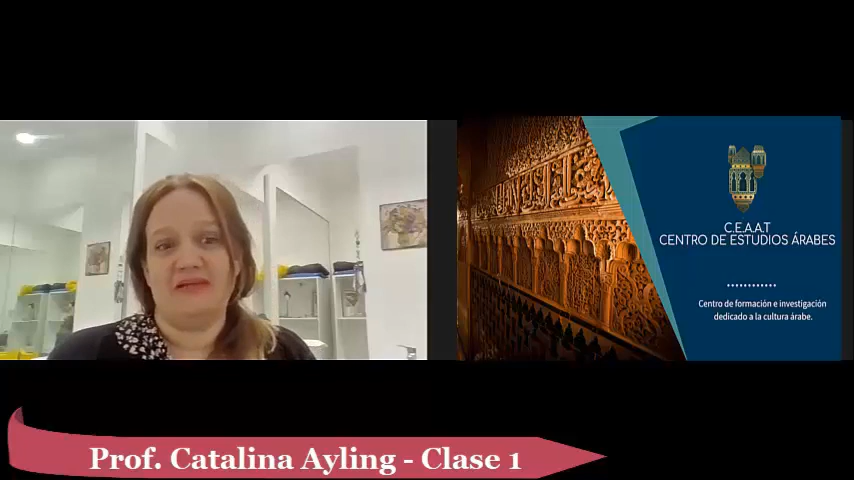 C.E.A.A.T
CENTRO DE ESTUDIOS ÁRABES
Centro de formación e investigación
dedicado a la cultura árabe.
Prof. Catalina Ayling - Clase 1